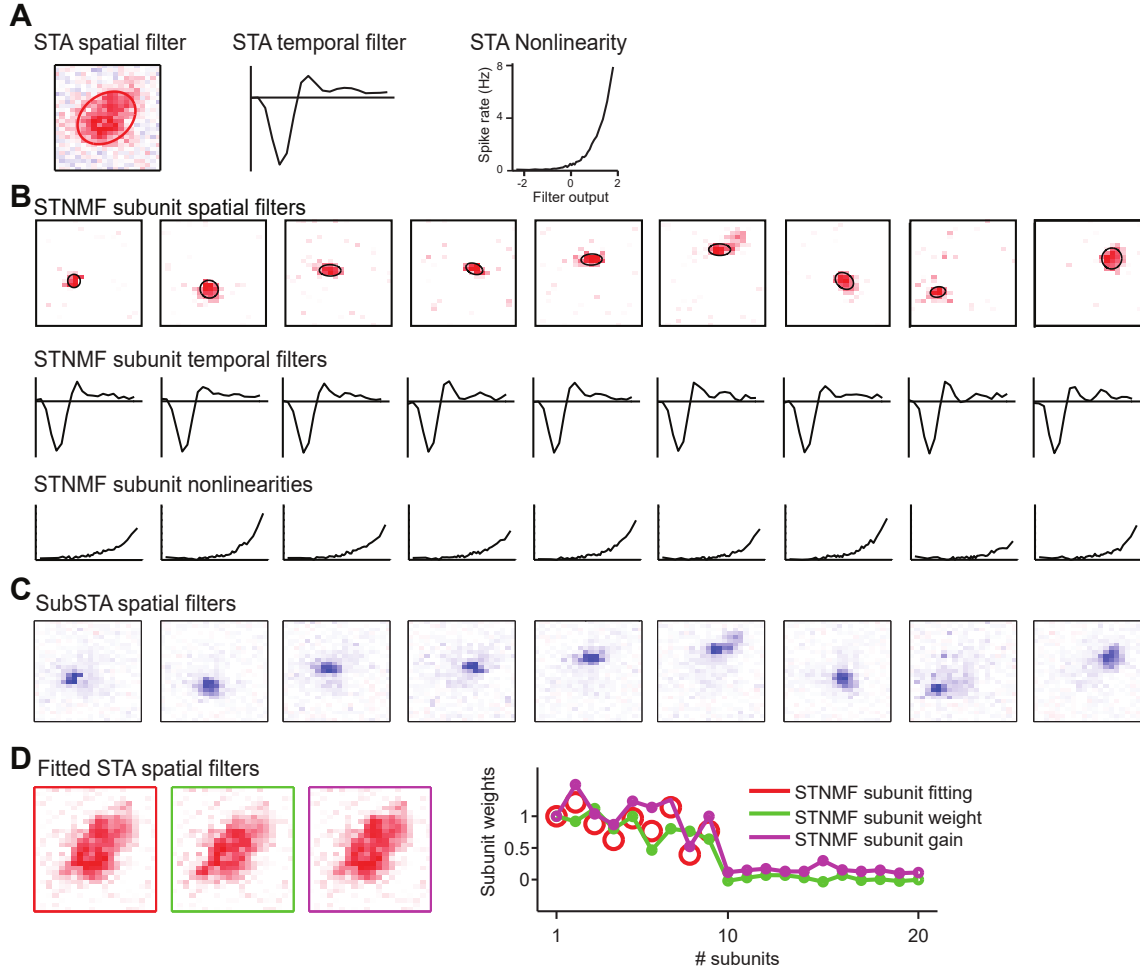 A
STA spatial filter
STA temporal filter
STA Nonlinearity
Spike rate (Hz)
8
4
0
-2
0
2
Filter output
B
STNMF subunit spatial filters
STNMF subunit temporal filters
STNMF subunit nonlinearities
C
SubSTA spatial filters
D
Fitted STA spatial filters
Subunit weights
1
0.5
0
STNMF subunit fitting
STNMF subunit weight
STNMF subunit gain
1
10
20
# subunits